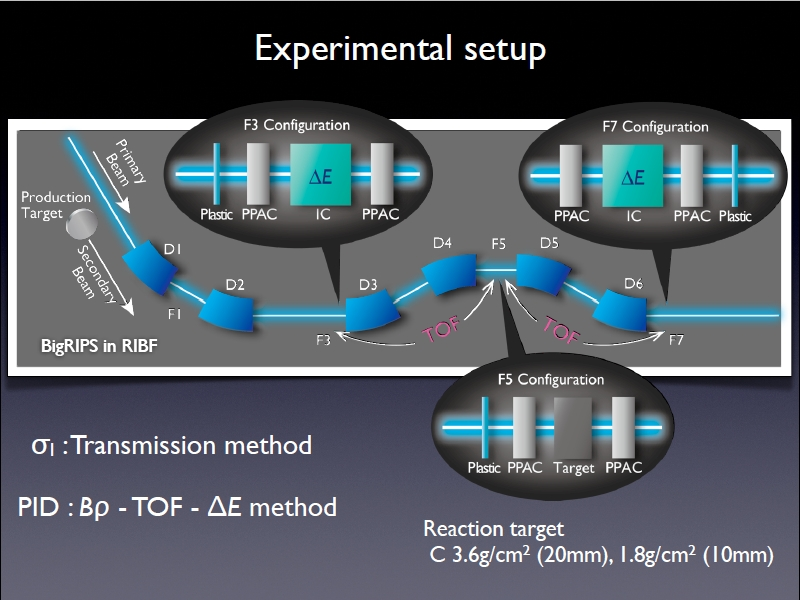 Experimental setup
F3 Configuration
ΔE
Plastic PPAC IC PPAC
F7 Configuration
ΔE
PPAC IC PPAC Plastic
Primary
Beam
Production
Target
Secondary
Beam
D1
F1
D2
D3
D4
F5
D5
D6
F3
TOF
TOF
F7
BigRIPS in RIBF
F5 Configuration
Plastic PPAC Target PPAC
σI : Transmission method
PID : Bρ - TOF - ΔE method
Reaction target
C 3.6g/cm² (20mm), 1.8g/cm² (10mm)